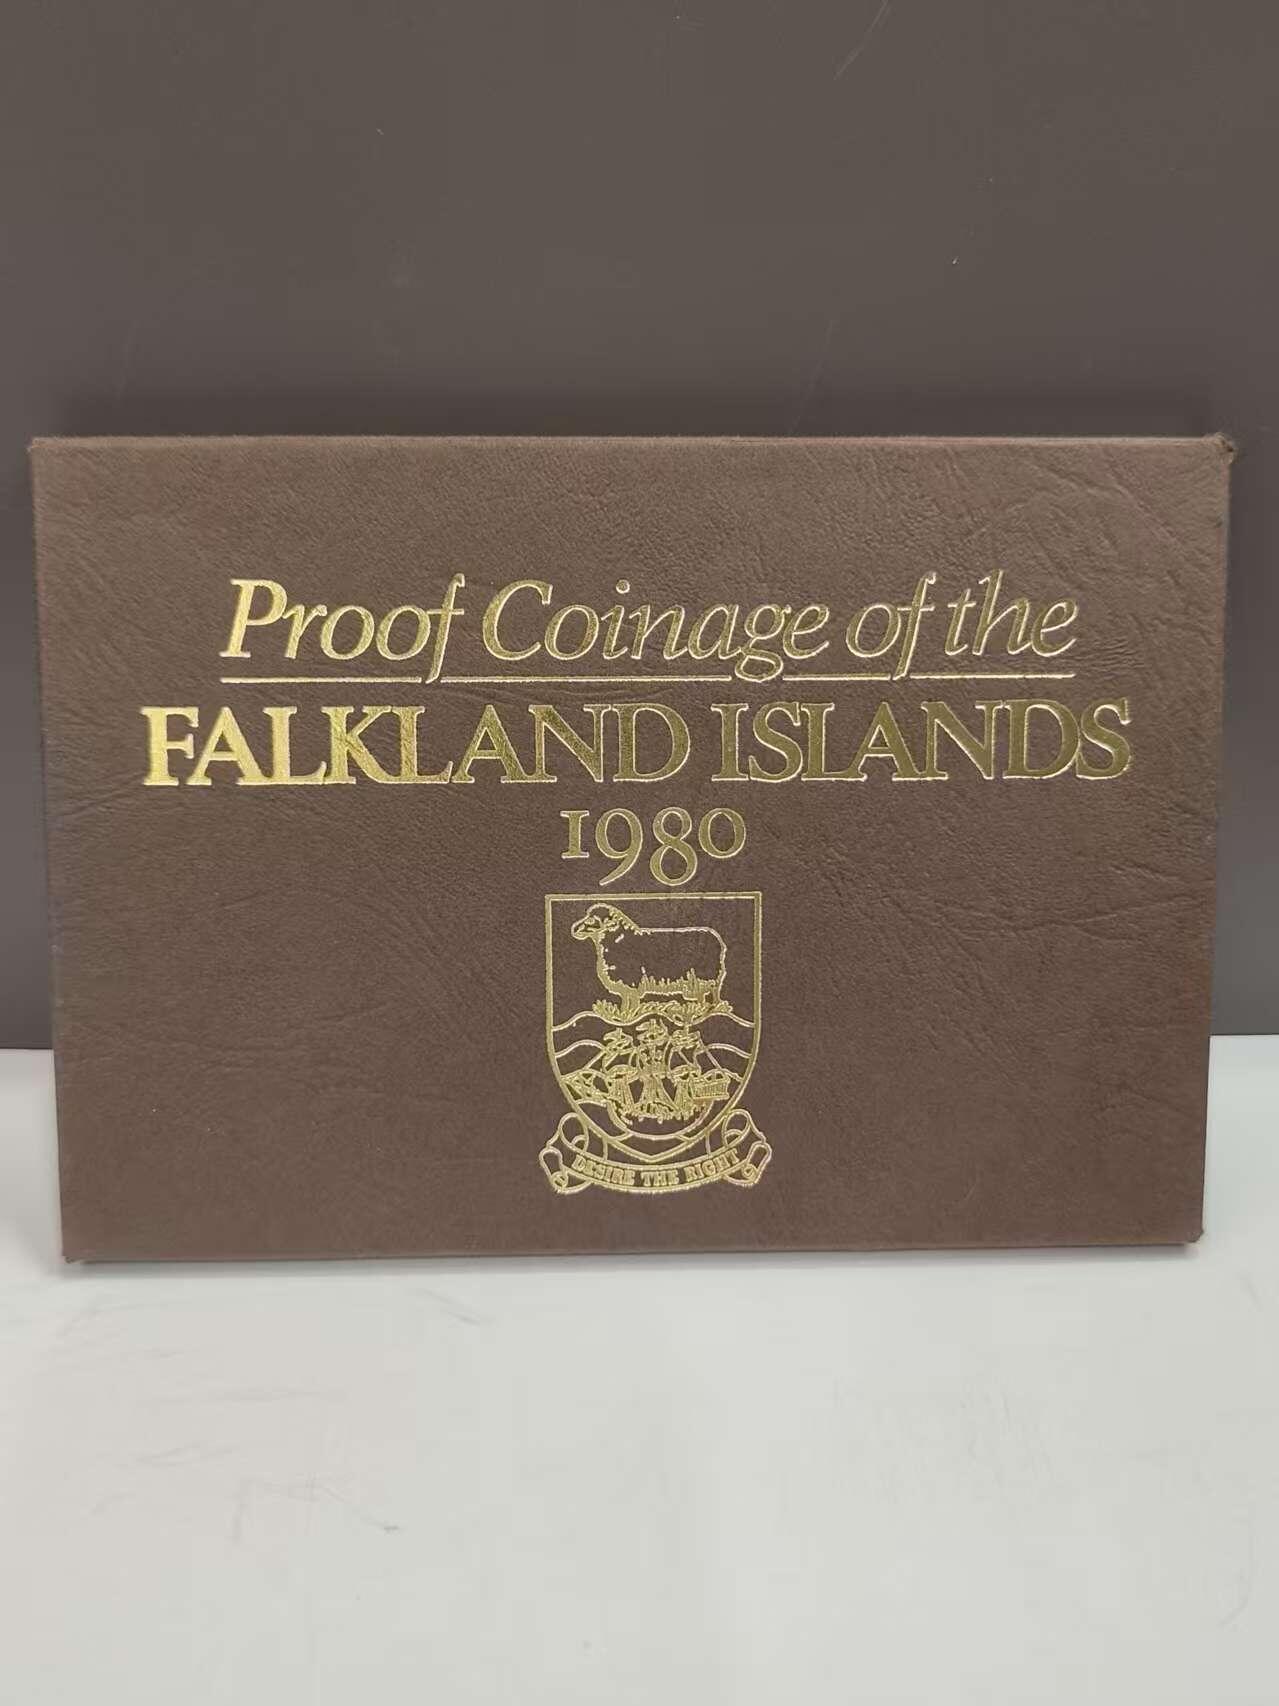 Proof Coinage of the
FALKLAND ISLANDS
1980
DESIRE THE RIGHT